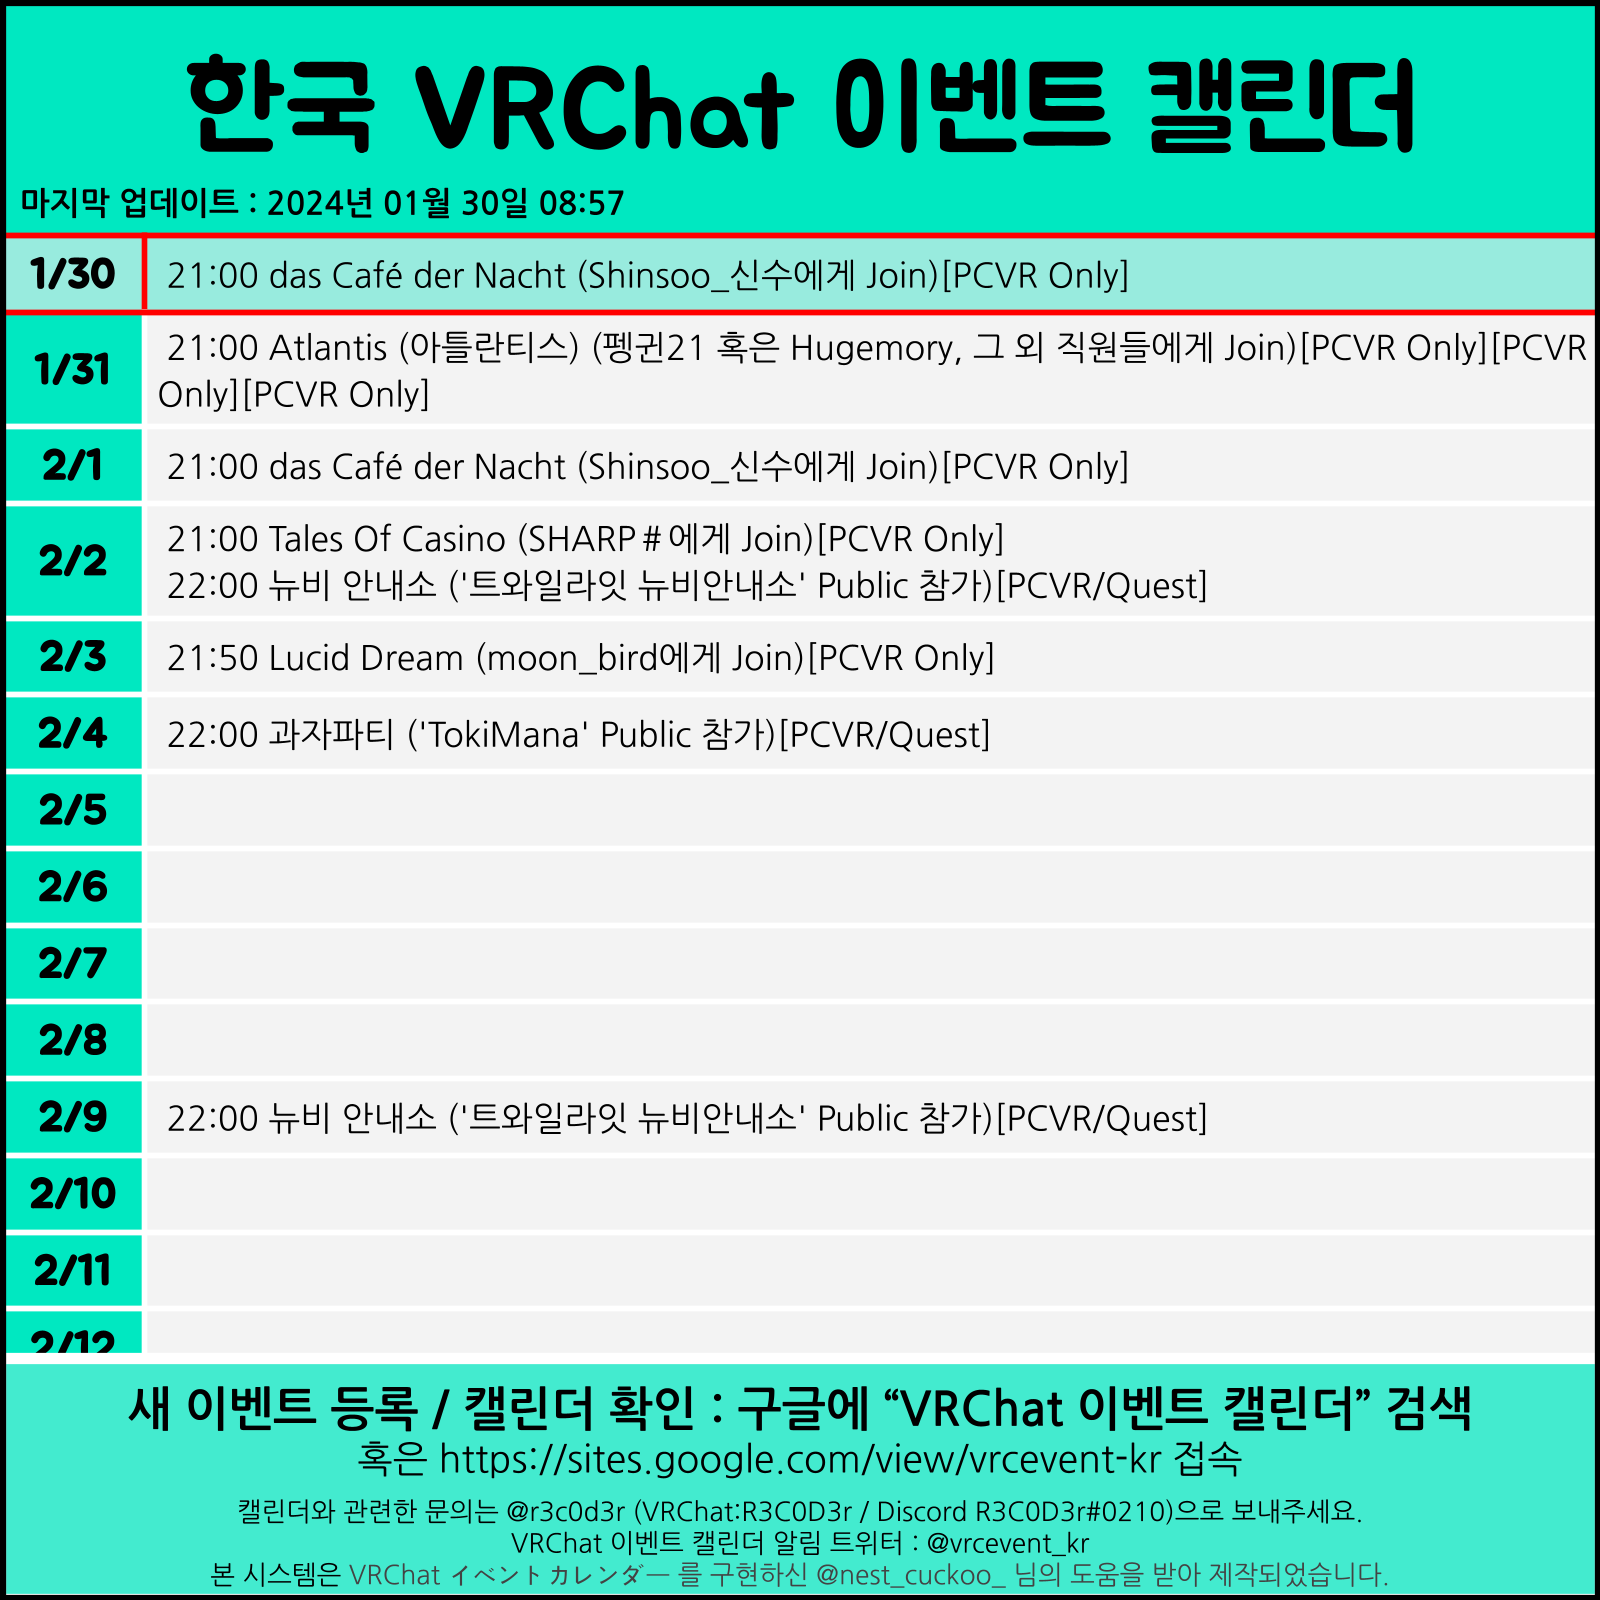 한국 VRChat 이벤트 캘린더
마지막 업데이트 : 2024년 01월 30일 08:57
1/30 21:00 das Café der Nacht (Shinsoo_신수에게 Join)[PCVR Only]
1/31 21:00 Atlantis (아틀란티스) (펭귄21 혹은 Hugemory, 그 외 직원들에게 Join)[PCVR Only][PCVR
Only][PCVR Only]
2/1 21:00 das Café der Nacht (Shinsoo_신수에게 Join)[PCVR Only]
2/2 21:00 Tales Of Casino (SHARP#에게 Join)[PCVR Only]
22:00 뉴비 안내소 ('트와일라잇 뉴비안내소' Public 참가)[PCVR/Quest]
2/3 21:50 Lucid Dream (moon_bird에게 Join)[PCVR Only]
2/4 22:00 과자파티 ('TokiMana' Public 참가)[PCVR/Quest]
2/5
2/6
2/7
2/8
2/9 22:00 뉴비 안내소 ('트와일라잇 뉴비안내소' Public 참가)[PCVR/Quest]
2/10
2/11
2/12
새 이벤트 등록 / 캘린더 확인 : 구글에 “VRChat 이벤트 캘린더” 검색
혹은 https://sites.google.com/view/vrcevent-kr 접속
캘린더와 관련한 문의는 @r3c0d3r (VRChat:R3C0D3r / Discord R3C0D3r#0210)으로 보내주세요.
VRChat 이벤트 캘린더 알림 트위터 : @vrcevent_kr
본 시스템은 VRChat イベントカレンダー 를 구현하신 @nest_cuckoo_ 님의 도움을 받아 제작되었습니다.